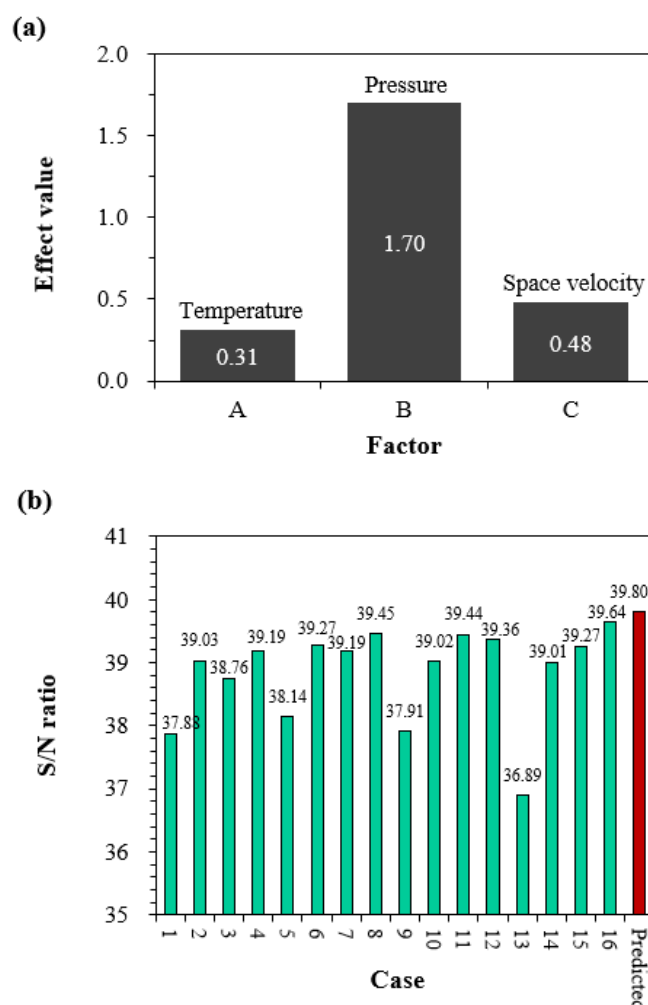 (a)
2.0
1.5
1.0
0.5
0.0
Effect value
Pressure
1.70
Temperature
0.31
Space velocity
0.48
A B C
Factor
(b)
41
40
39
38
37
36
35
S/N ratio
37.88
39.03
38.76
39.19
38.14
39.27
39.19
39.45
37.91
39.02
39.44
39.36
36.89
39.01
39.27
39.64
39.80
1 2 3 4 5 6 7 8 9 10 11 12 13 14 15 16 Predicted
Case